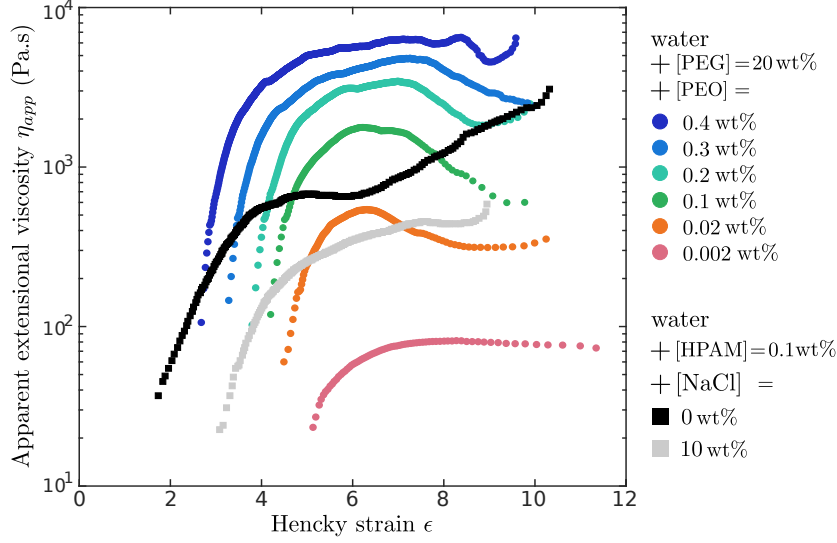 Apparent extensional viscosity η_app (Pa.s)
10^4
10^3
10^2
10^1
0 2 4 6 8 10 12
Hencky strain ϵ
water
+ [PEG] = 20 wt%
+ [PEO] =
0.4 wt%
0.3 wt%
0.2 wt%
0.1 wt%
0.02 wt%
0.002 wt%
water
+ [HPAM] = 0.1 wt%
+ [NaCl] =
0 wt%
10 wt%